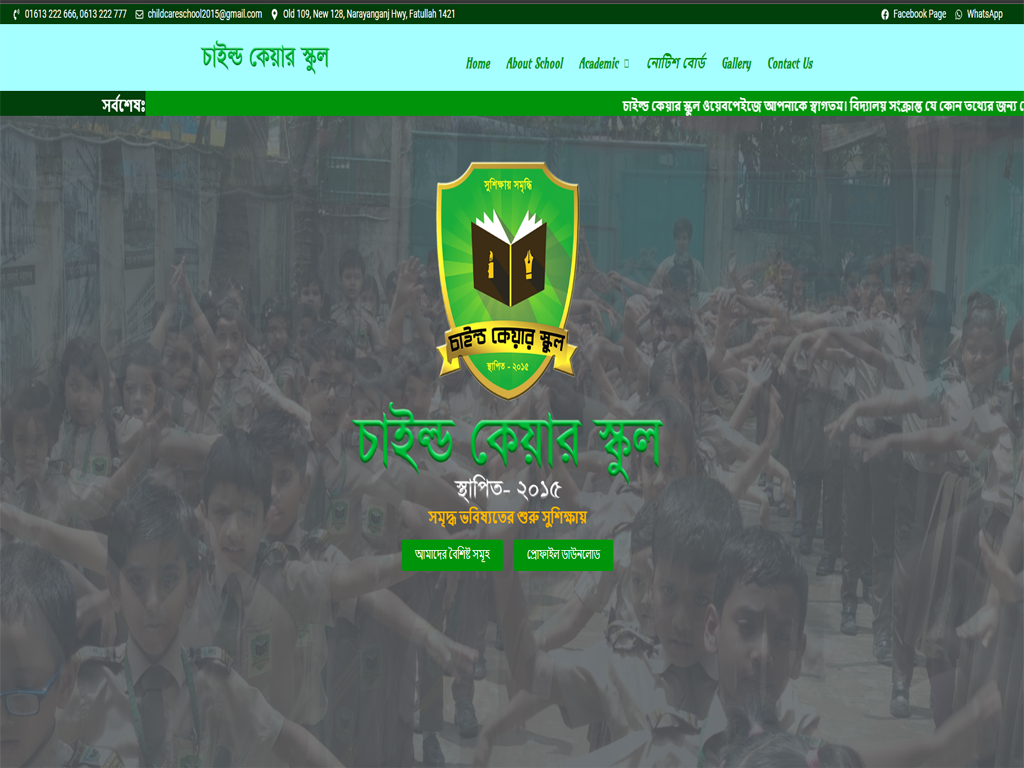 01613 222 666, 0613 222 777 childcareschool2015@gmail.com Old 109, New 128, Narayanganj Hwy, Fatullah 1421 Facebook Page WhatsApp
চাইল্ড কেয়ার স্কুল Home About School Academic নোটিশ বোর্ড Gallery Contact Us
সর্বশেষঃ চাইল্ড কেয়ার স্কুল ওয়েবপেইজে আপনাকে স্বাগতম। বিদ্যালয় সংক্রান্ত যে কোন তথ্যের জন্য
সুশিক্ষায় সমৃদ্ধি
চাইল্ড কেয়ার স্কুল
স্থাপিত - ২০১৫
চাইল্ড কেয়ার স্কুল
স্থাপিত- ২০১৫
সমৃদ্ধ ভবিষ্যতের শুরু সুশিক্ষায়
আমাদের বৈশিষ্ট সমূহ প্রোফাইল ডাউনলোড